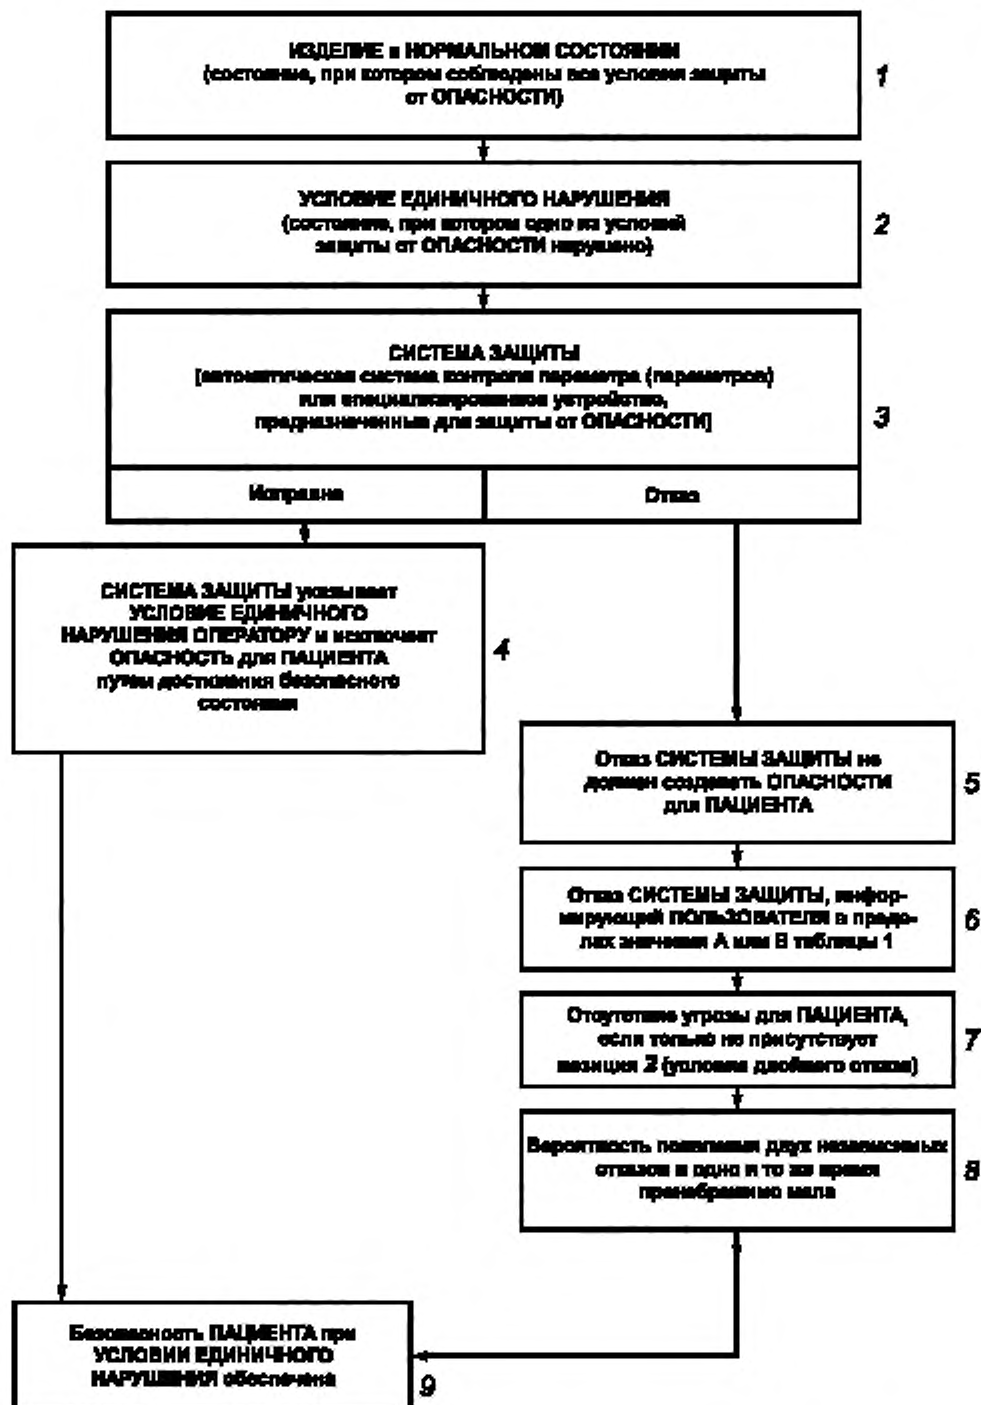 ИЗДЕЛИЕ в НОРМАЛЬНОМ СОСТОЯНИИ
(состояние, при котором соблюдены все условия защиты
от ОПАСНОСТИ)
1
УСЛОВИЕ ЕДИНИЧНОГО НАРУШЕНИЯ
(состояние, при котором одно из условий
защиты от ОПАСНОСТИ нарушено)
2
СИСТЕМА ЗАЩИТЫ
[автоматическая система контроля параметра (параметров)
или специализированное устройство,
предназначенные для защиты от ОПАСНОСТИ]
3
Исправна
Отказ
СИСТЕМА ЗАЩИТЫ указывает
УСЛОВИЕ ЕДИНИЧНОГО
НАРУШЕНИЯ ОПЕРАТОРУ и исключает
ОПАСНОСТЬ для ПАЦИЕНТА
путем достижения безопасного
состояния
4
Отказ СИСТЕМЫ ЗАЩИТЫ не
должен создавать ОПАСНОСТИ
для ПАЦИЕНТА
5
Отказ СИСТЕМЫ ЗАЩИТЫ, инфор-
мирующий ПОЛЬЗОВАТЕЛЯ в преде-
лах значения А или В таблицы 1
6
Отсутствие угрозы для ПАЦИЕНТА,
если только не присутствует
позиция 2 (условия двойного отказа)
7
Вероятность появления двух независимых
отказов в одно и то же время
пренебрежимо мала
8
Безопасность ПАЦИЕНТА при
УСЛОВИИ ЕДИНИЧНОГО
НАРУШЕНИЯ обеспечена
9